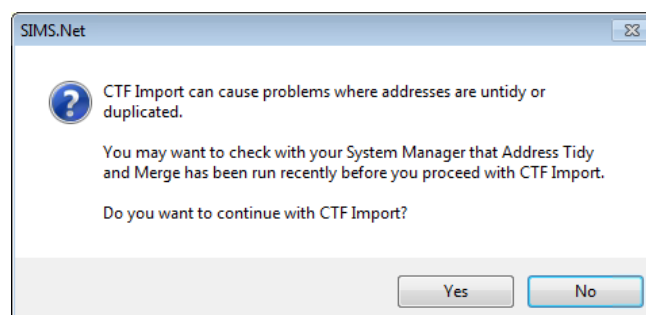 SIMS.Net
CTF Import can cause problems where addresses are untidy or
duplicated.
You may want to check with your System Manager that Address Tidy
and Merge has been run recently before you proceed with CTF Import.
Do you want to continue with CTF Import?
Yes
No